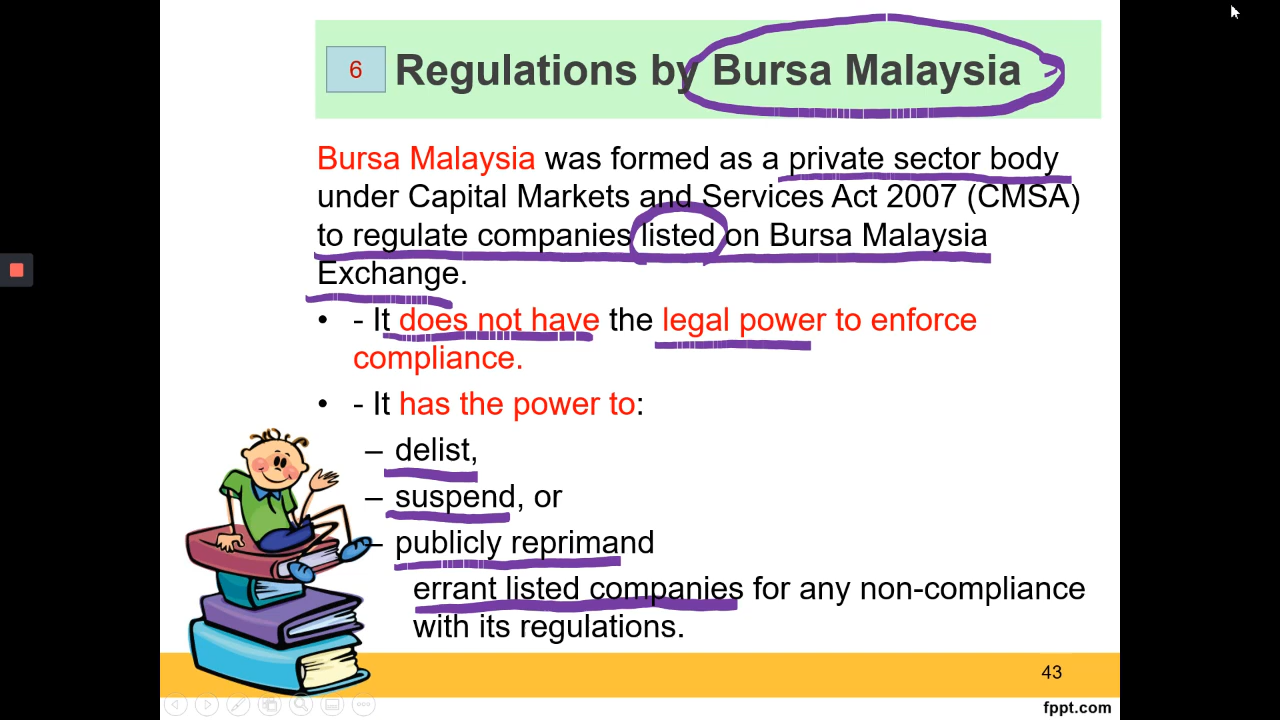 6 Regulations by Bursa Malaysia
Bursa Malaysia was formed as a private sector body
under Capital Markets and Services Act 2007 (CMSA)
to regulate companies listed on Bursa Malaysia
Exchange.
• - It does not have the legal power to enforce
compliance.
• - It has the power to:
– delist,
– suspend, or
– publicly reprimand
errant listed companies for any non-compliance
with its regulations.
43
fppt.com